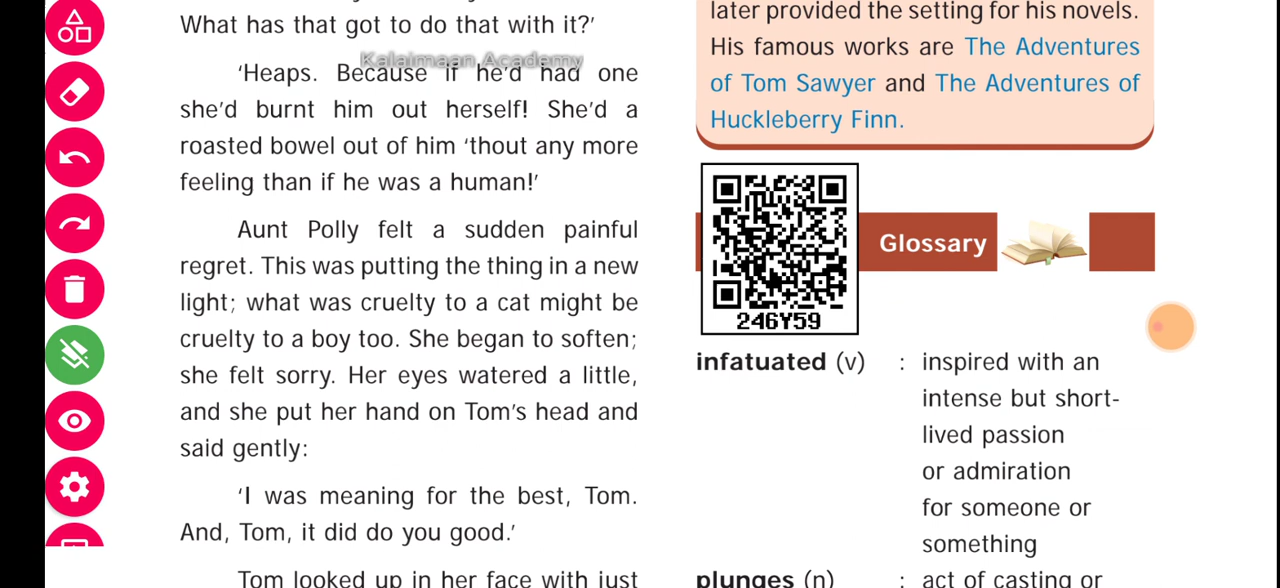 What has that got to do that with it?'
Kalaimaan Academy
'Heaps. Because if he'd had one
she'd burnt him out herself! She'd a
roasted bowel out of him 'thout any more
feeling than if he was a human!'
Aunt Polly felt a sudden painful
regret. This was putting the thing in a new
light; what was cruelty to a cat might be
cruelty to a boy too. She began to soften;
she felt sorry. Her eyes watered a little,
and she put her hand on Tom's head and
said gently:
'I was meaning for the best, Tom.
And, Tom, it did do you good.'
Tom looked up in her face with just
later provided the setting for his novels.
His famous works are The Adventures
of Tom Sawyer and The Adventures of
Huckleberry Finn.
246Y59
Glossary
infatuated (v) : inspired with an
intense but short-
lived passion
or admiration
for someone or
something
plunges (n) : act of casting or